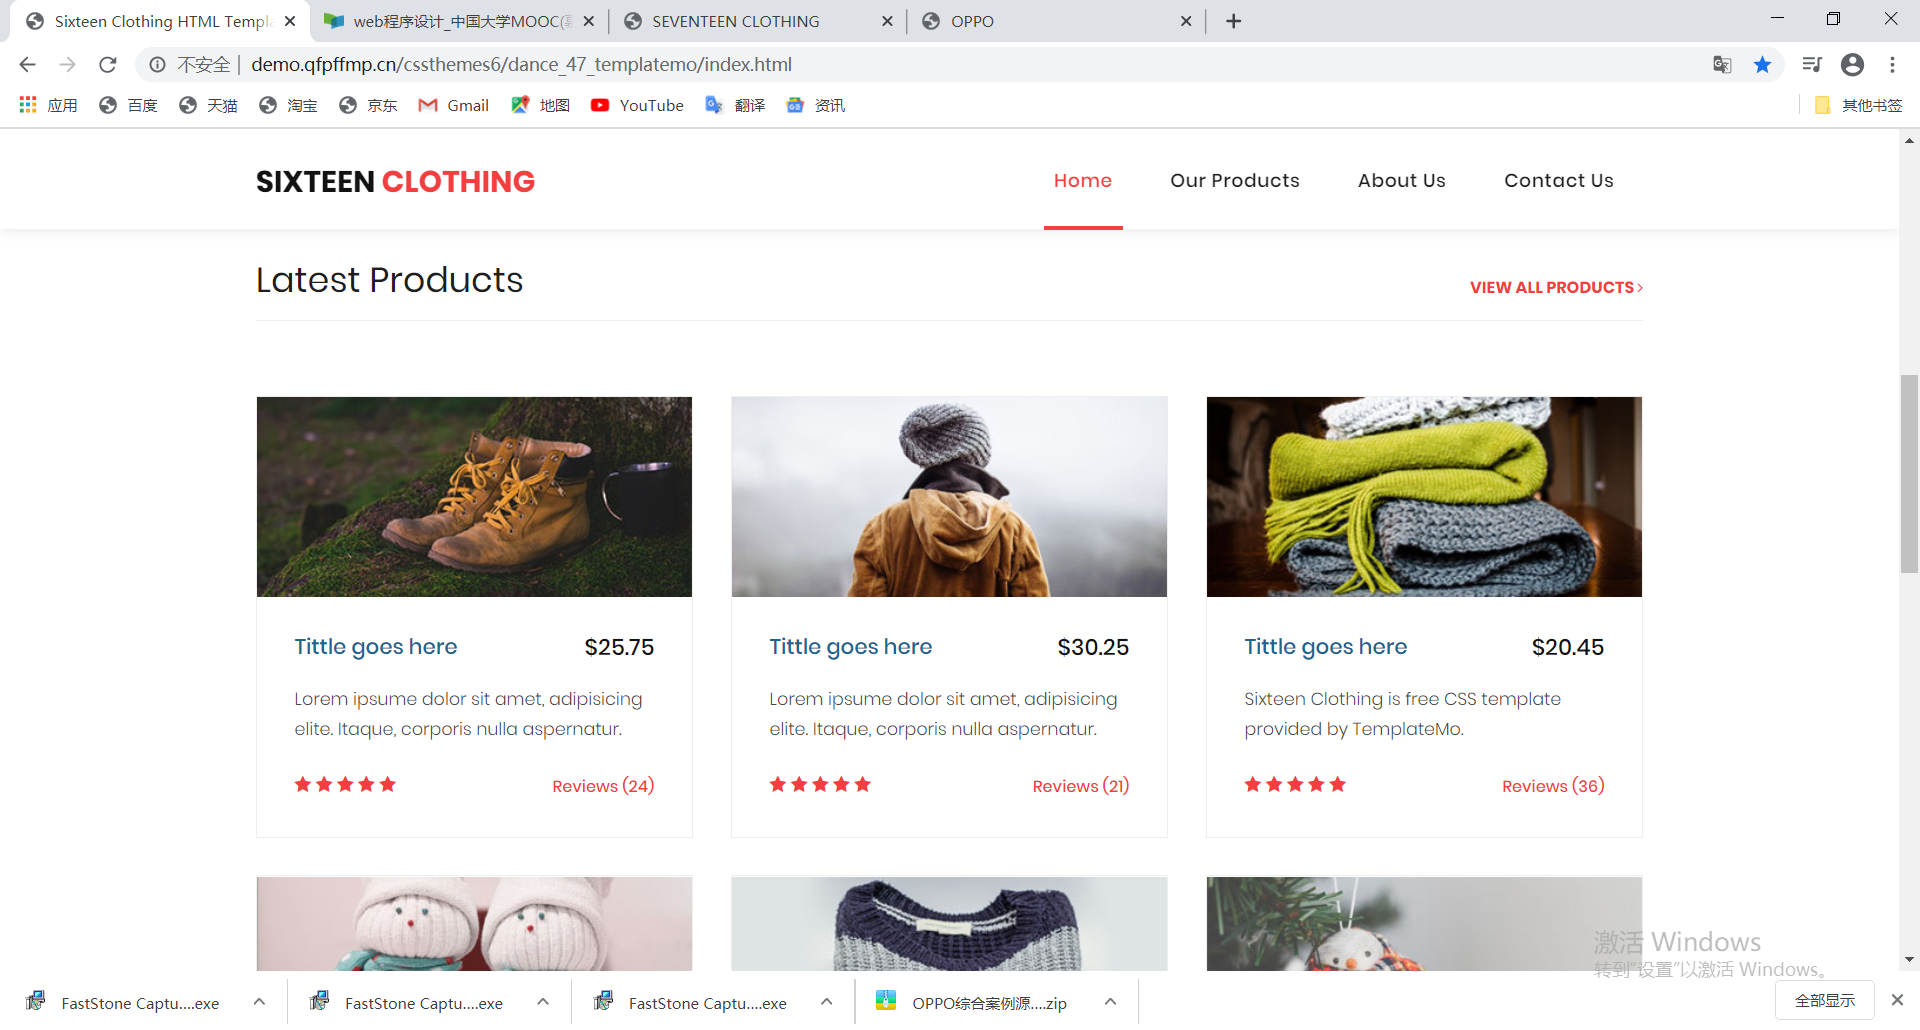 Sixteen Clothing HTML Templa
web程序设计_中国大学MOOC(
SEVENTEEN CLOTHING
OPPO
不安全 | demo.qfpffmp.cn/cssthemes6/dance_47_templatemo/index.html
应用 百度 天猫 淘宝 京东 Gmail 地图 YouTube 翻译 资讯 其他书签
SIXTEEN CLOTHING
Home Our Products About Us Contact Us
Latest Products
VIEW ALL PRODUCTS >
Tittle goes here $25.75
Lorem ipsume dolor sit amet, adipisicing
elite. Itaque, corporis nulla aspernatur.
Reviews (24)
Tittle goes here $30.25
Lorem ipsume dolor sit amet, adipisicing
elite. Itaque, corporis nulla aspernatur.
Reviews (21)
Tittle goes here $20.45
Sixteen Clothing is free CSS template
provided by TemplateMo.
Reviews (36)
激活 Windows
转到"设置"以激活 Windows。
FastStone Captu....exe
FastStone Captu....exe
FastStone Captu....exe
OPPO综合案例源....zip
全部显示